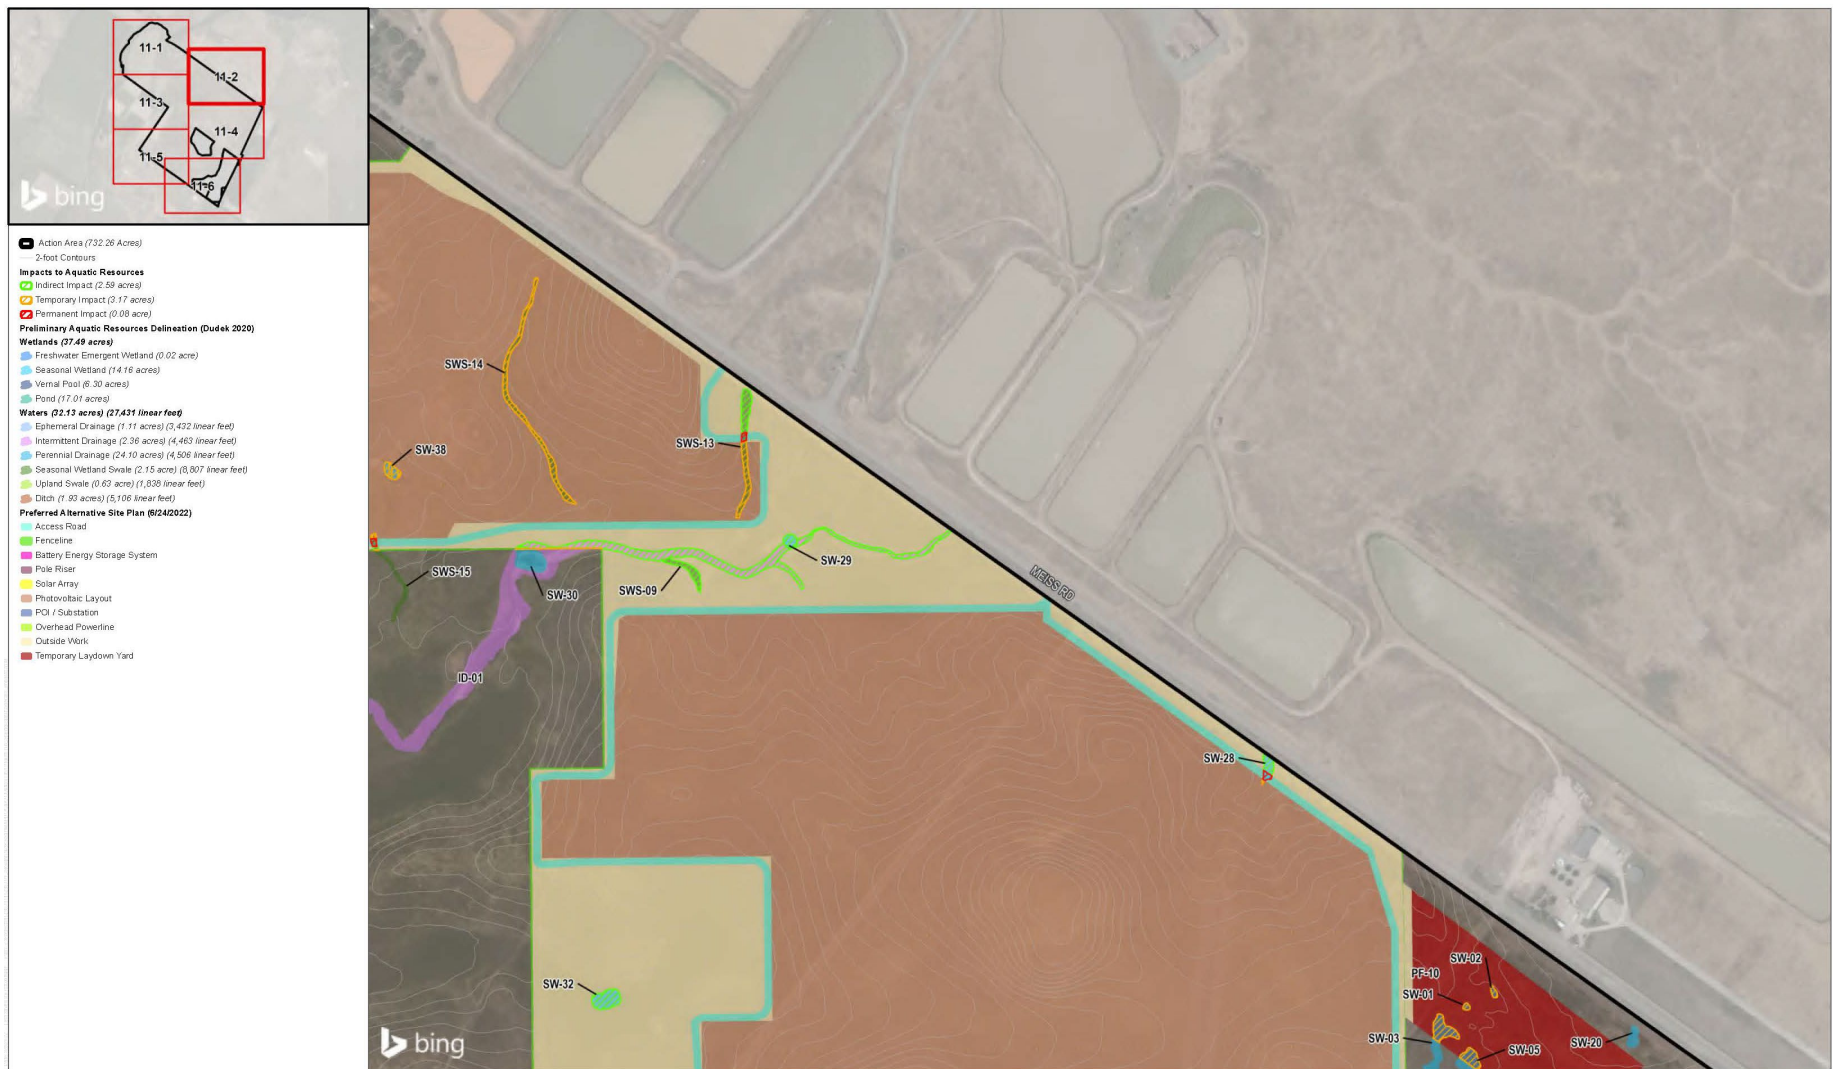 11-1
11-2
11-3
11-4
11-5
11-6
bing
Action Area (732.26 Acres)
2-foot Contours
Impacts to Aquatic Resources
Indirect Impact (2.59 acres)
Temporary Impact (3.17 acres)
Permanent Impact (0.08 acre)
Preliminary Aquatic Resources Delineation (Dudek 2020)
Wetlands (37.49 acres)
Freshwater Emergent Wetland (0.02 acre)
Seasonal Wetland (14.16 acres)
Vernal Pool (6.30 acres)
Pond (17.01 acres)
Waters (32.13 acres) (27,431 linear feet)
Ephemeral Drainage (1.11 acres) (3,432 linear feet)
Intermittent Drainage (2.36 acres) (4,463 linear feet)
Perennial Drainage (24.10 acres) (4,506 linear feet)
Seasonal Wetland Swale (2.15 acre) (8,807 linear feet)
Upland Swale (0.63 acre) (1,838 linear feet)
Ditch (1.93 acres) (5,106 linear feet)
Preferred Alternative Site Plan (6/24/2022)
Access Road
Fenceline
Battery Energy Storage System
Pole Riser
Solar Array
Photovoltaic Layout
POI / Substation
Overhead Powerline
Outside Work
Temporary Laydown Yard
SWS-14
SWS-13
SW-38
SW-29
SWS-15
SWS-09
SW-30
MEISS RD
ID-01
SW-28
SW-32
SW-02
PF-10
SW-01
SW-03
SW-05
SW-20
bing